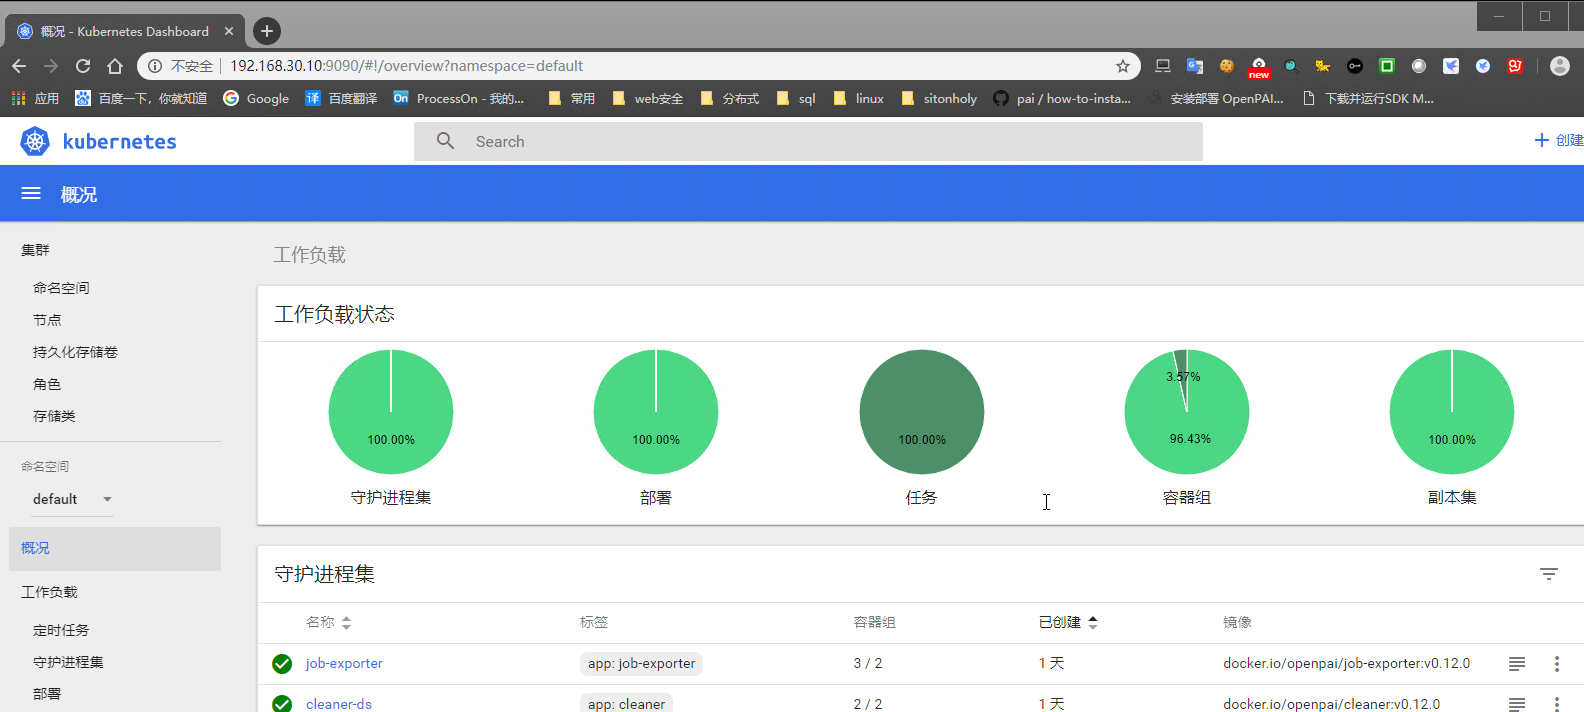 概况 - Kubernetes Dashboard
不安全 192.168.30.10:9090/#!/overview?namespace=default
new
应用 百度一下，你就知道 Google 译 百度翻译 On ProcessOn - 我的... 常用 web安全 分布式 sql linux sitonholy pai / how-to-insta... 安装部署 OpenPAI... 下载并运行SDK M...
kubernetes Search 创建
概况
集群
命名空间
节点
持久化存储卷
角色
存储类
命名空间
default
概况
工作负载
定时任务
守护进程集
部署
工作负载
工作负载状态
3.57%
100.00% 100.00% 100.00% 96.43% 100.00%
守护进程集 部署 任务 容器组 副本集
守护进程集
名称 标签 容器组 已创建 镜像
job-exporter app: job-exporter 3 / 2 1 天 docker.io/openpai/job-exporter:v0.12.0
cleaner-ds app: cleaner 2 / 2 1 天 docker.io/openpai/cleaner:v0.12.0